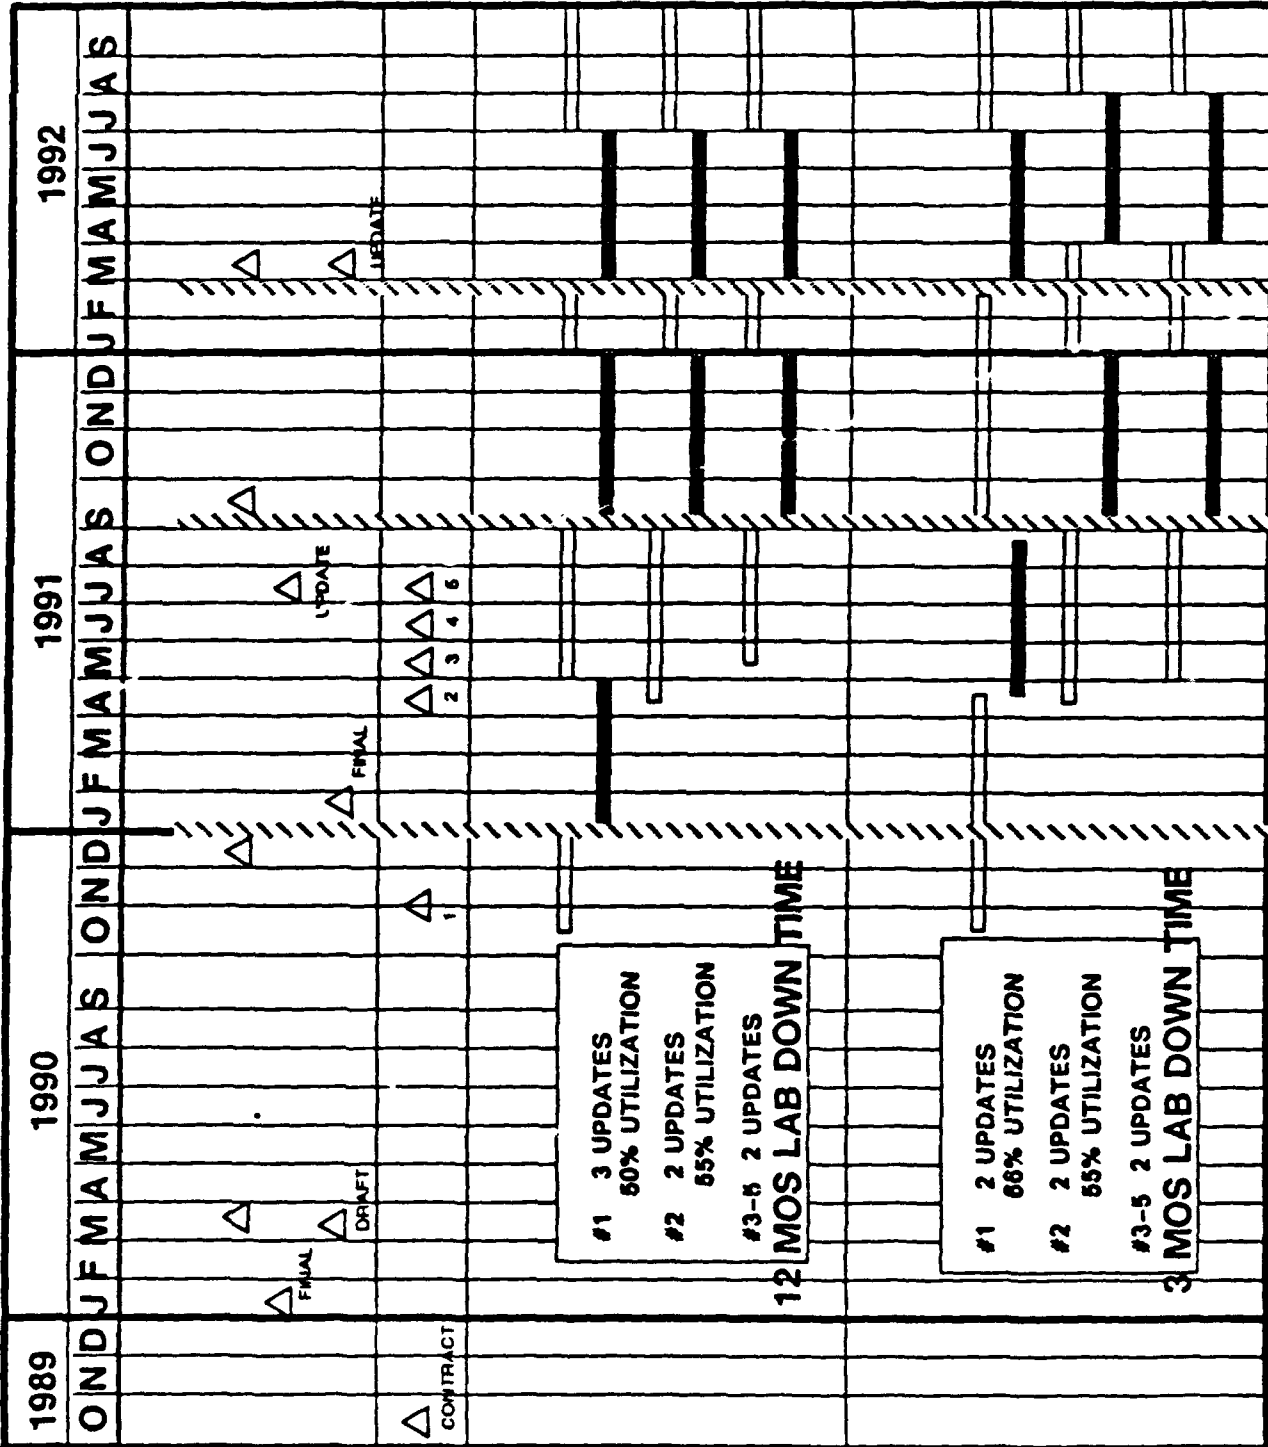 1989 1990 1991 1992
O N D J F M A M J J A S O N D J F M A M J J A S O N D J F M A M J J A S
FINAL
UPDATE
DRAFT
FINAL
UPDATE
CONTRACT
1 2 3 4 5
#1 3 UPDATES
50% UTILIZATION
#2 2 UPDATES
55% UTILIZATION
#3-5 2 UPDATES
12 MOS LAB DOWN TIME
#1 2 UPDATES
66% UTILIZATION
#2 2 UPDATES
55% UTILIZATION
#3-5 2 UPDATES
3 MOS LAB DOWN TIME